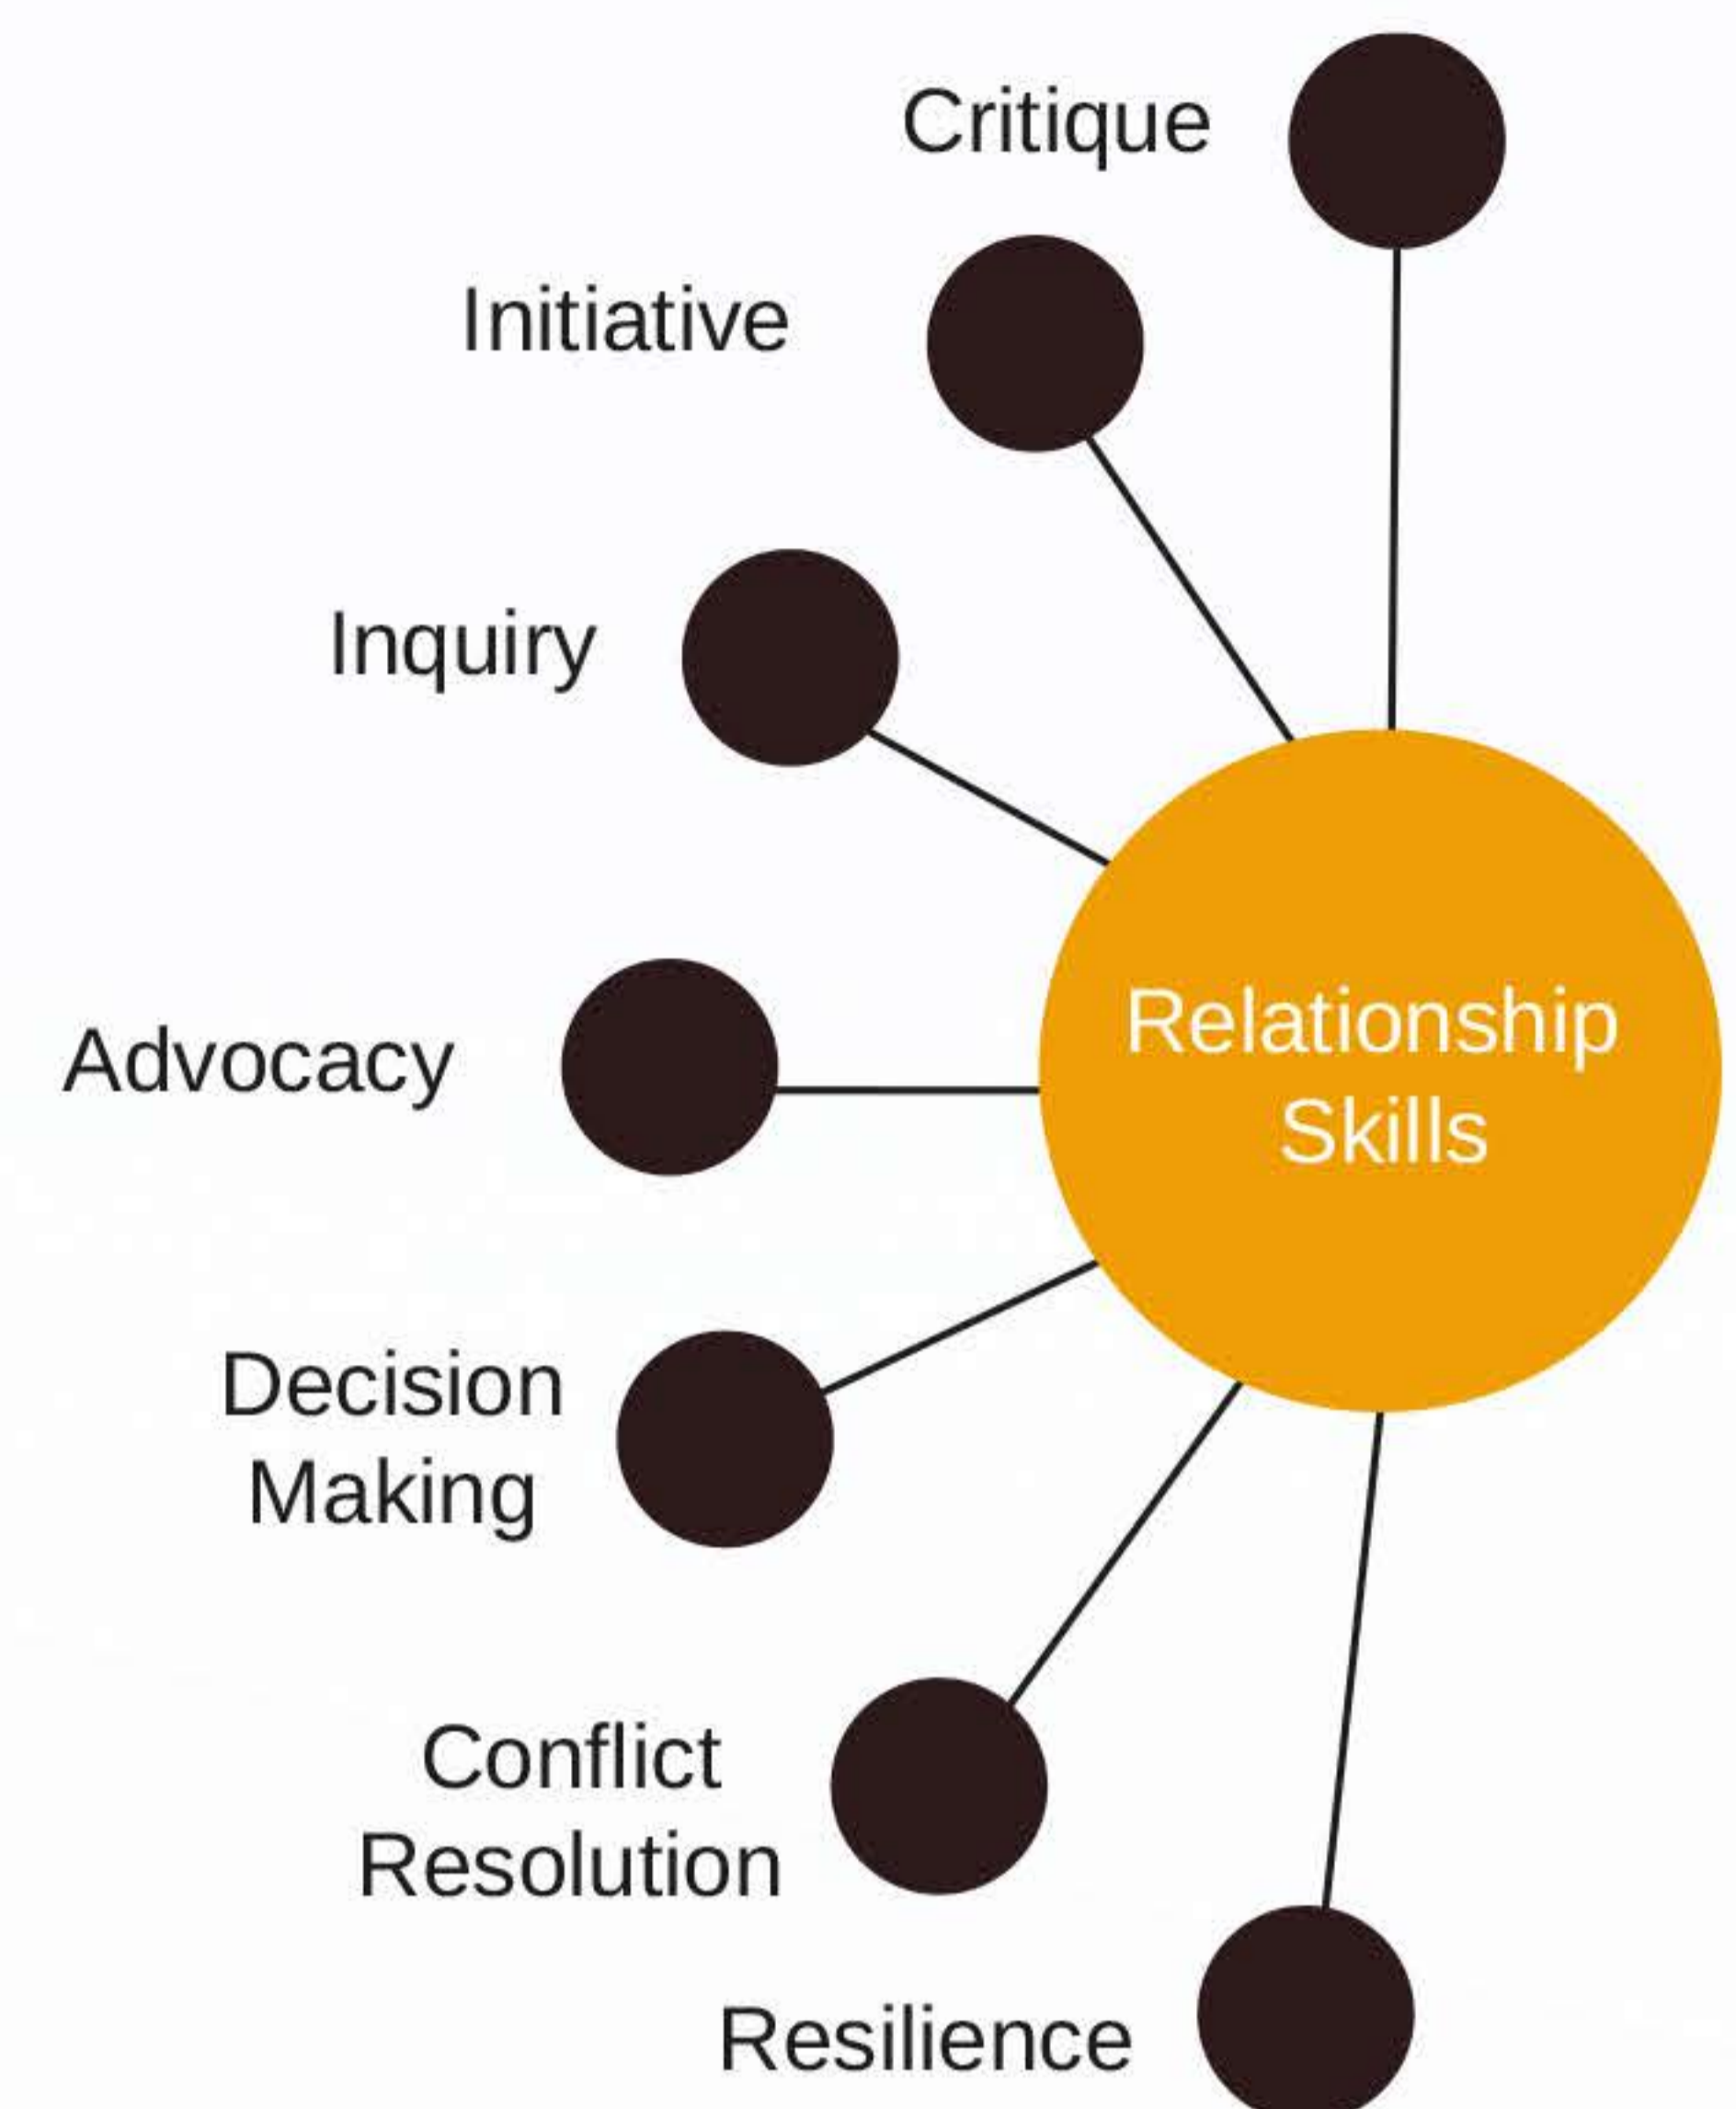 Critique
Initiative
Inquiry
Advocacy
Relationship
Skills
Decision
Making
Conflict
Resolution
Resilience